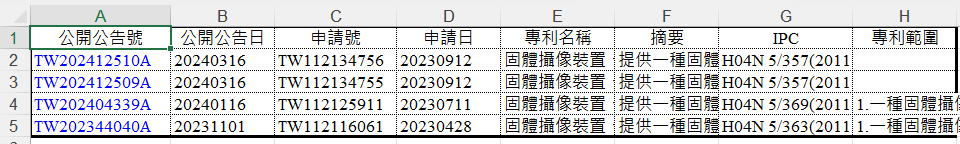 A B C D E F G H
1 公開公告號 公開公告日 申請號 申請日 專利名稱 摘要 IPC 專利範圍
2 TW202412510A 20240316 TW112134756 20230912 固體攝像裝置 提供一種固體 H04N 5/357(2011
3 TW202412509A 20240316 TW112134755 20230912 固體攝像裝置 提供一種固體 H04N 5/357(2011
4 TW202404339A 20240116 TW112125911 20230711 固體攝像裝置 提供一種固體 H04N 5/369(2011 1.一種固體攝像
5 TW202344040A 20231101 TW112116061 20230428 固體攝像裝置 提供一種固體 H04N 5/363(2011 1.一種固體攝像